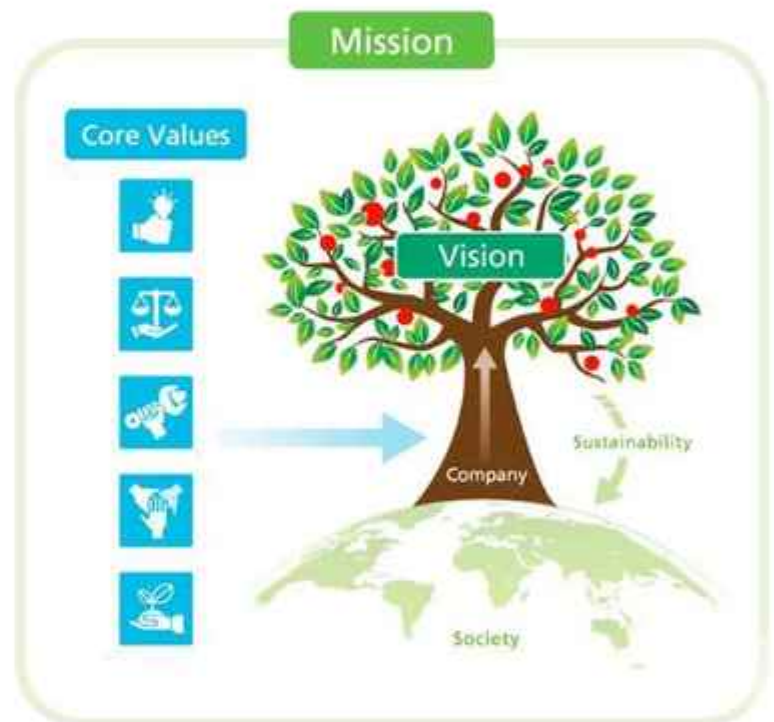 Mission
Core Values
Vision
Sustainability
Company
Society